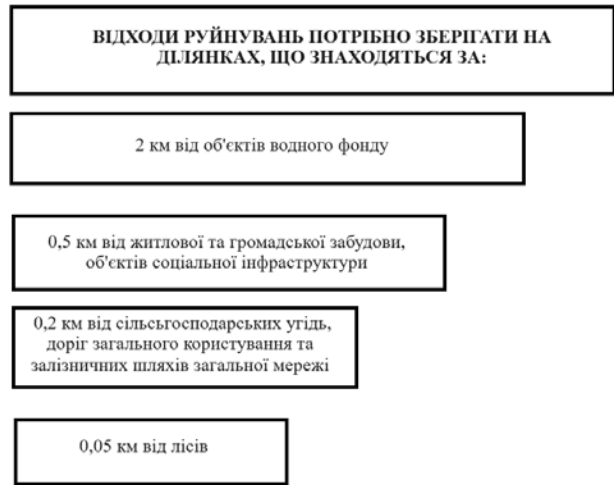 ВІДХОДИ РУЙНУВАНЬ ПОТРІБНО ЗБЕРІГАТИ НА
ДІЛЯНКАХ, ЩО ЗНАХОДЯТЬСЯ ЗА:
2 км від об'єктів водного фонду
0,5 км від житлової та громадської забудови,
об'єктів соціальної інфраструктури
0,2 км від сільсьгосподарських угідь,
доріг загального користування та
залізничних шляхів загальної мережі
0,05 км від лісів